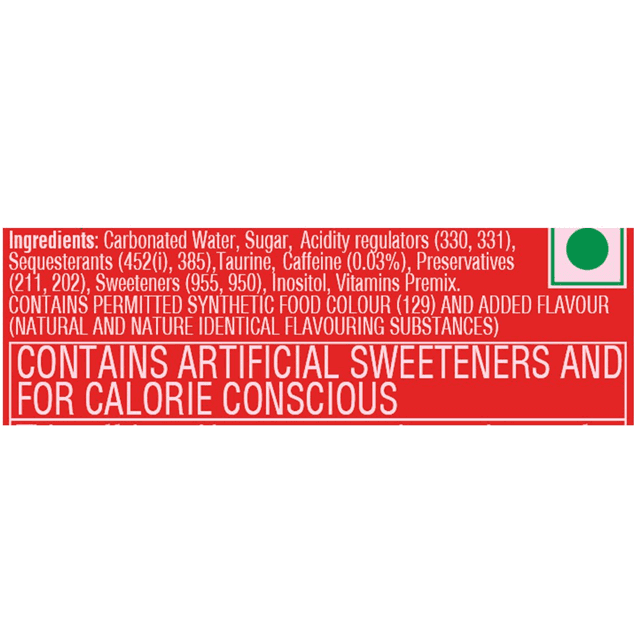 Ingredients: Carbonated Water, Sugar, Acidity regulators (330, 331),
Sequesterants (452(i), 385),Taurine, Caffeine (0.03%), Preservatives
(211, 202), Sweeteners (955, 950), Inositol, Vitamins Premix.
CONTAINS PERMITTED SYNTHETIC FOOD COLOUR (129) AND ADDED FLAVOUR
(NATURAL AND NATURE IDENTICAL FLAVOURING SUBSTANCES)
CONTAINS ARTIFICIAL SWEETENERS AND
FOR CALORIE CONSCIOUS